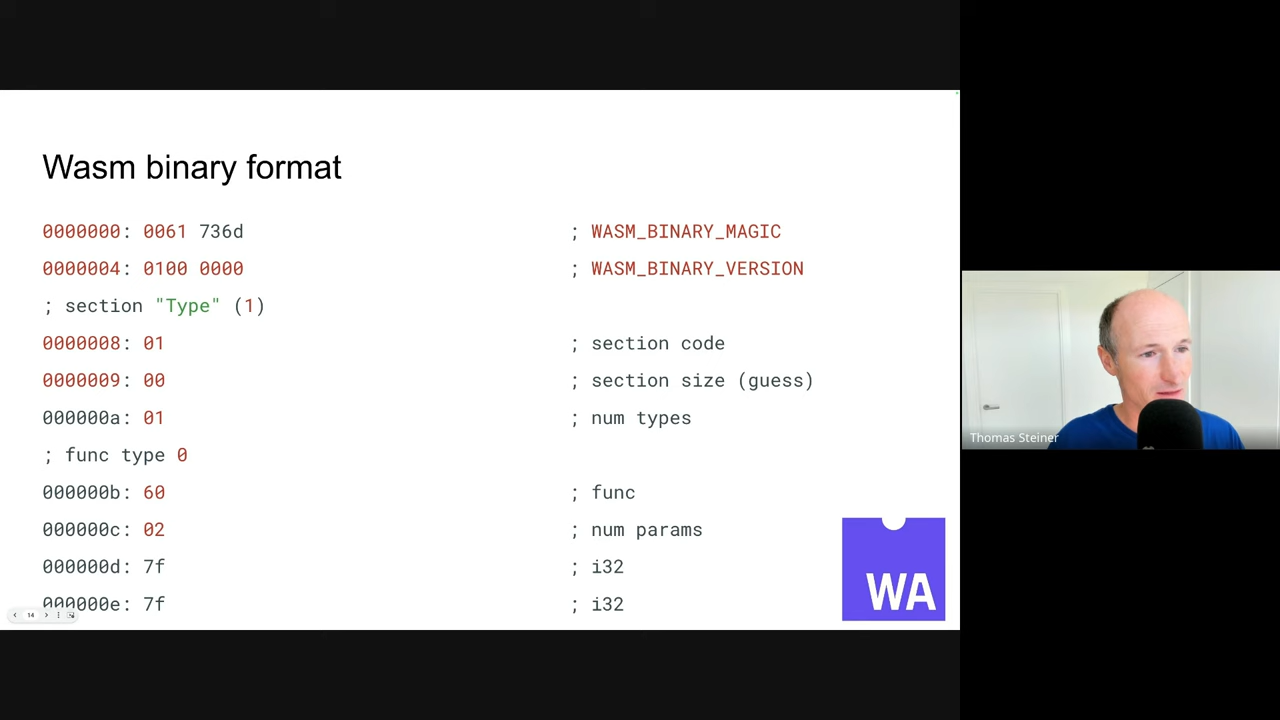 Wasm binary format
0000000: 0061 736d ; WASM_BINARY_MAGIC
0000004: 0100 0000 ; WASM_BINARY_VERSION
; section "Type" (1)
0000008: 01 ; section code
0000009: 00 ; section size (guess)
000000a: 01 ; num types
; func type 0
000000b: 60 ; func
000000c: 02 ; num params
000000d: 7f ; i32
000000e: 7f ; i32
14
WA
Thomas Steiner